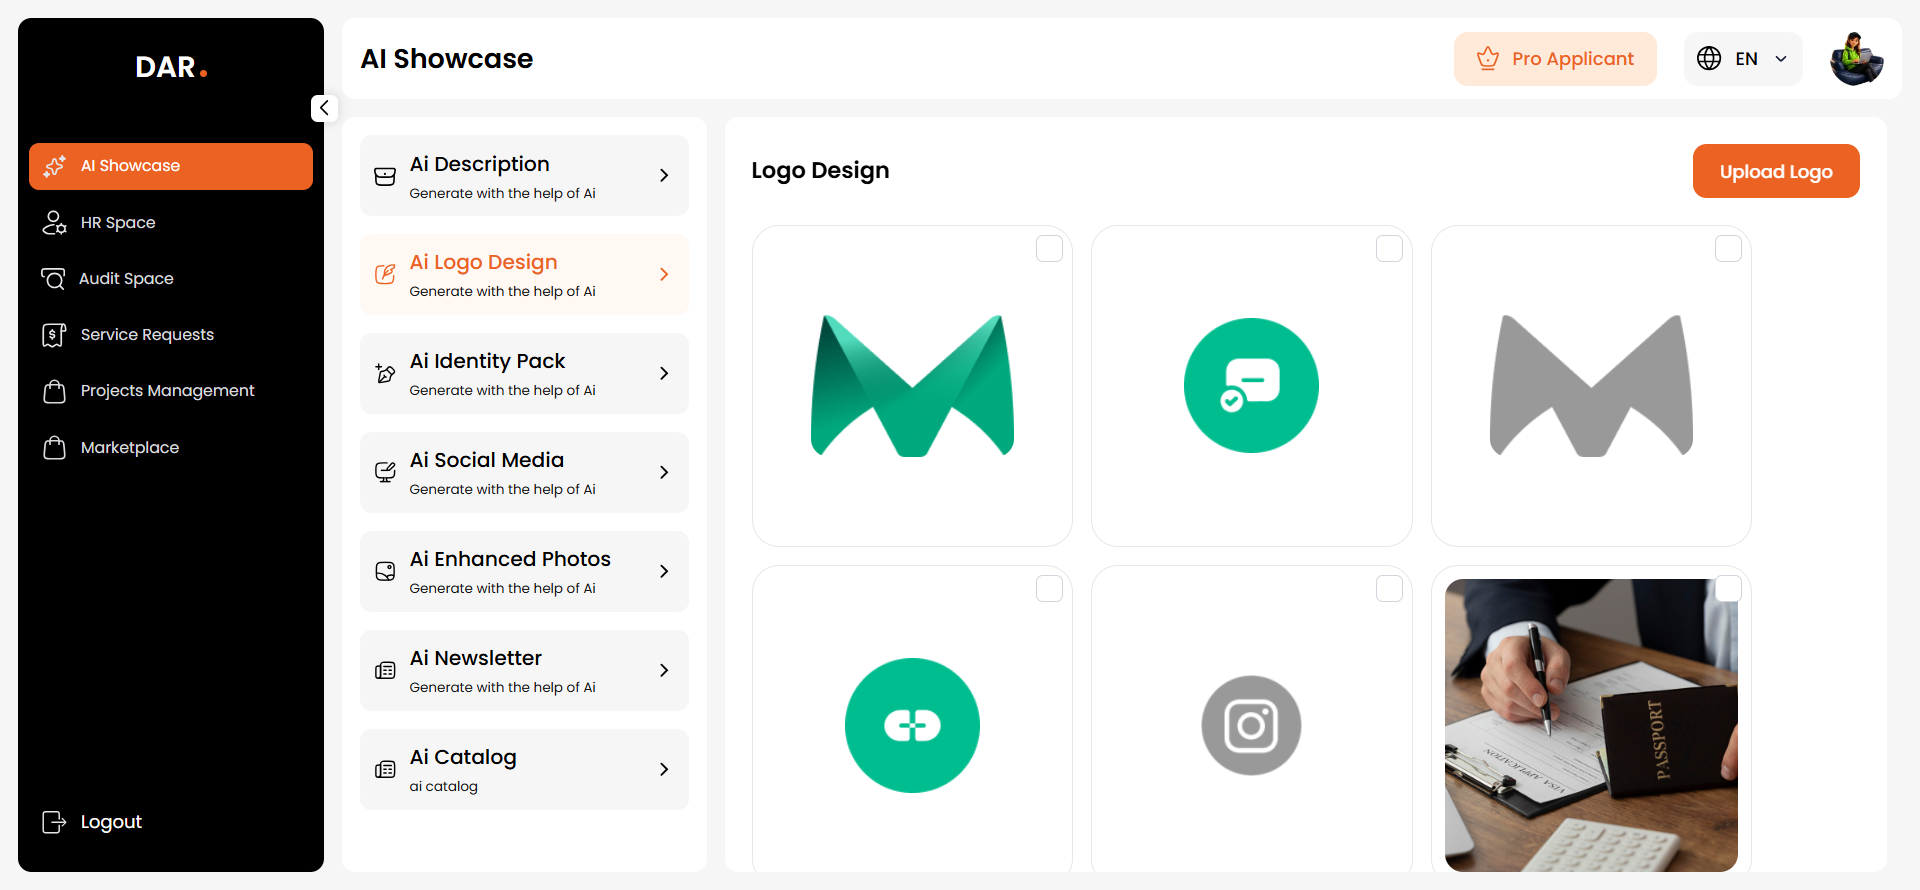 DAR.
AI Showcase
HR Space
Audit Space
Service Requests
Projects Management
Marketplace
Logout
AI Showcase
Pro Applicant
EN
Ai Description
Generate with the help of Ai
Ai Logo Design
Generate with the help of Ai
Ai Identity Pack
Generate with the help of Ai
Ai Social Media
Generate with the help of Ai
Ai Enhanced Photos
Generate with the help of Ai
Ai Newsletter
Generate with the help of Ai
Ai Catalog
ai catalog
Logo Design
Upload Logo
PASSPORT
VISA APPLICATION